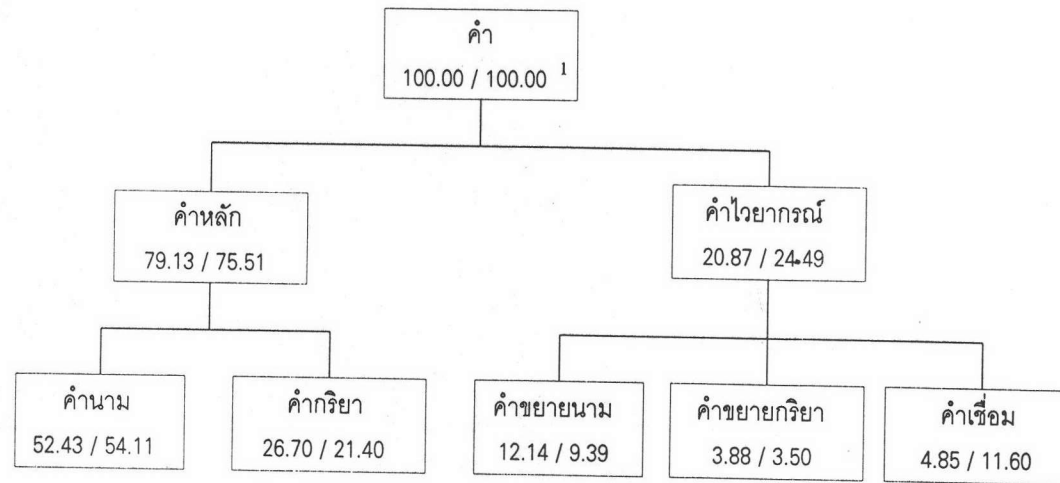 คำ
100.00 / 100.00 1
คำหลัก
79.13 / 75.51
คำไวยากรณ์
20.87 / 24.49
คำนาม
52.43 / 54.11
คำกริยา
26.70 / 21.40
คำขยายนาม
12.14 / 9.39
คำขยายกริยา
3.88 / 3.50
คำเชื่อม
4.85 / 11.60